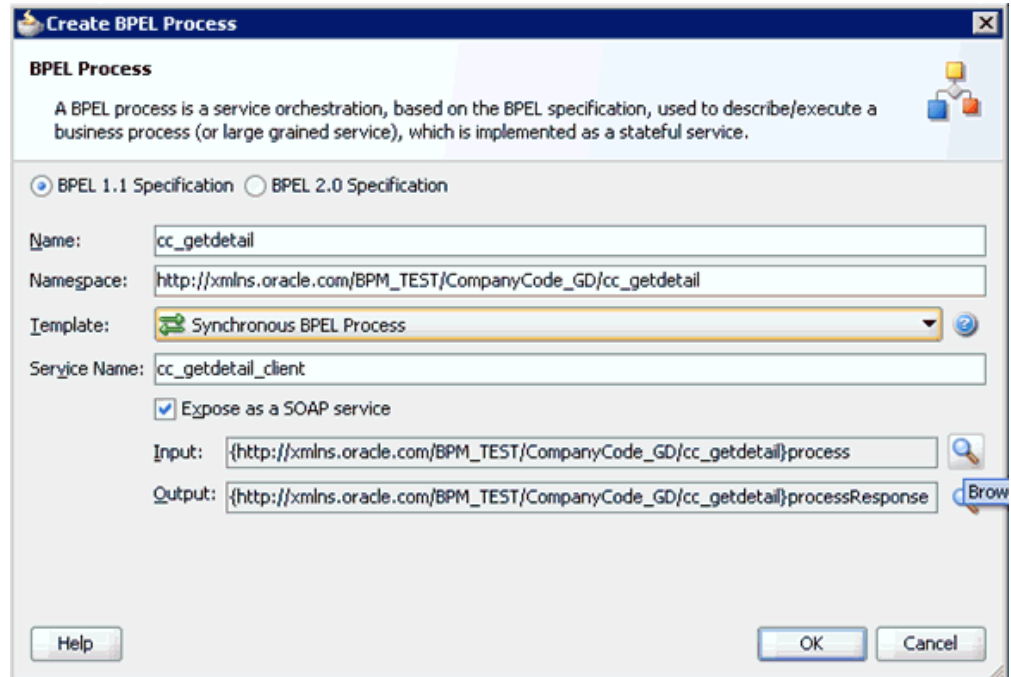 Create BPEL Process
BPEL Process
A BPEL process is a service orchestration, based on the BPEL specification, used to describe/execute a
business process (or large grained service), which is implemented as a stateful service.
BPEL 1.1 Specification BPEL 2.0 Specification
Name: cc_getdetail
Namespace: http://xmlns.oracle.com/BPM_TEST/CompanyCode_GD/cc_getdetail
Template: Synchronous BPEL Process
Service Name: cc_getdetail_client
Expose as a SOAP service
Input: {http://xmlns.oracle.com/BPM_TEST/CompanyCode_GD/cc_getdetail}process
Output: {http://xmlns.oracle.com/BPM_TEST/CompanyCode_GD/cc_getdetail}processResponse
Brow
Help OK Cancel